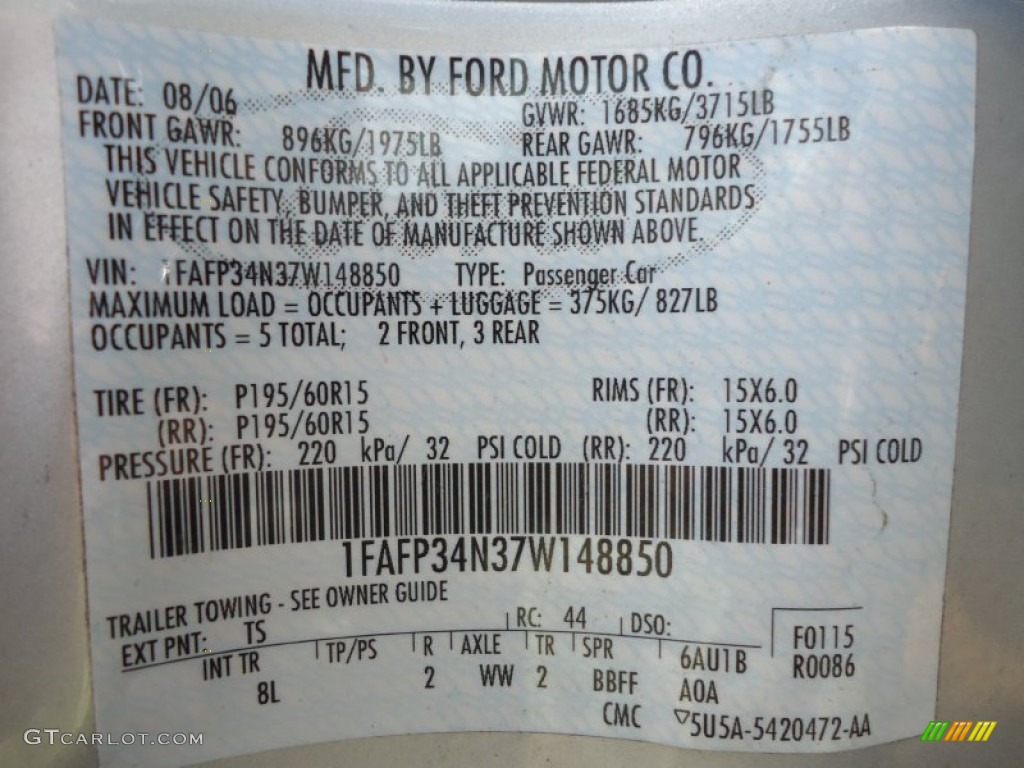 MFD. BY FORD MOTOR CO.
DATE: 08/06 GVWR: 1685KG/3715LB
FRONT GAWR: 896KG/1975LB REAR GAWR: 796KG/1755LB
THIS VEHICLE CONFORMS TO ALL APPLICABLE FEDERAL MOTOR
VEHICLE SAFETY, BUMPER, AND THEFT PREVENTION STANDARDS
IN EFFECT ON THE DATE OF MANUFACTURE SHOWN ABOVE.
VIN: 1FAFP34N37W148850 TYPE: Passenger Car
MAXIMUM LOAD = OCCUPANTS + LUGGAGE = 375KG/ 827LB
OCCUPANTS = 5 TOTAL; 2 FRONT, 3 REAR
TIRE (FR): P195/60R15 RIMS (FR): 15X6.0
(RR): P195/60R15 (RR): 15X6.0
PRESSURE (FR): 220 kPa/ 32 PSI COLD (RR): 220 kPa/ 32 PSI COLD
1FAFP34N37W148850
TRAILER TOWING - SEE OWNER GUIDE
EXT PNT: TS RC: 44 DSO: F0115
INT TR TP/PS R AXLE TR SPR 6AU1B R0086
8L 2 WW 2 BBFF A0A
CMC 5U5A-5420472-AA
GTCARLOT.COM